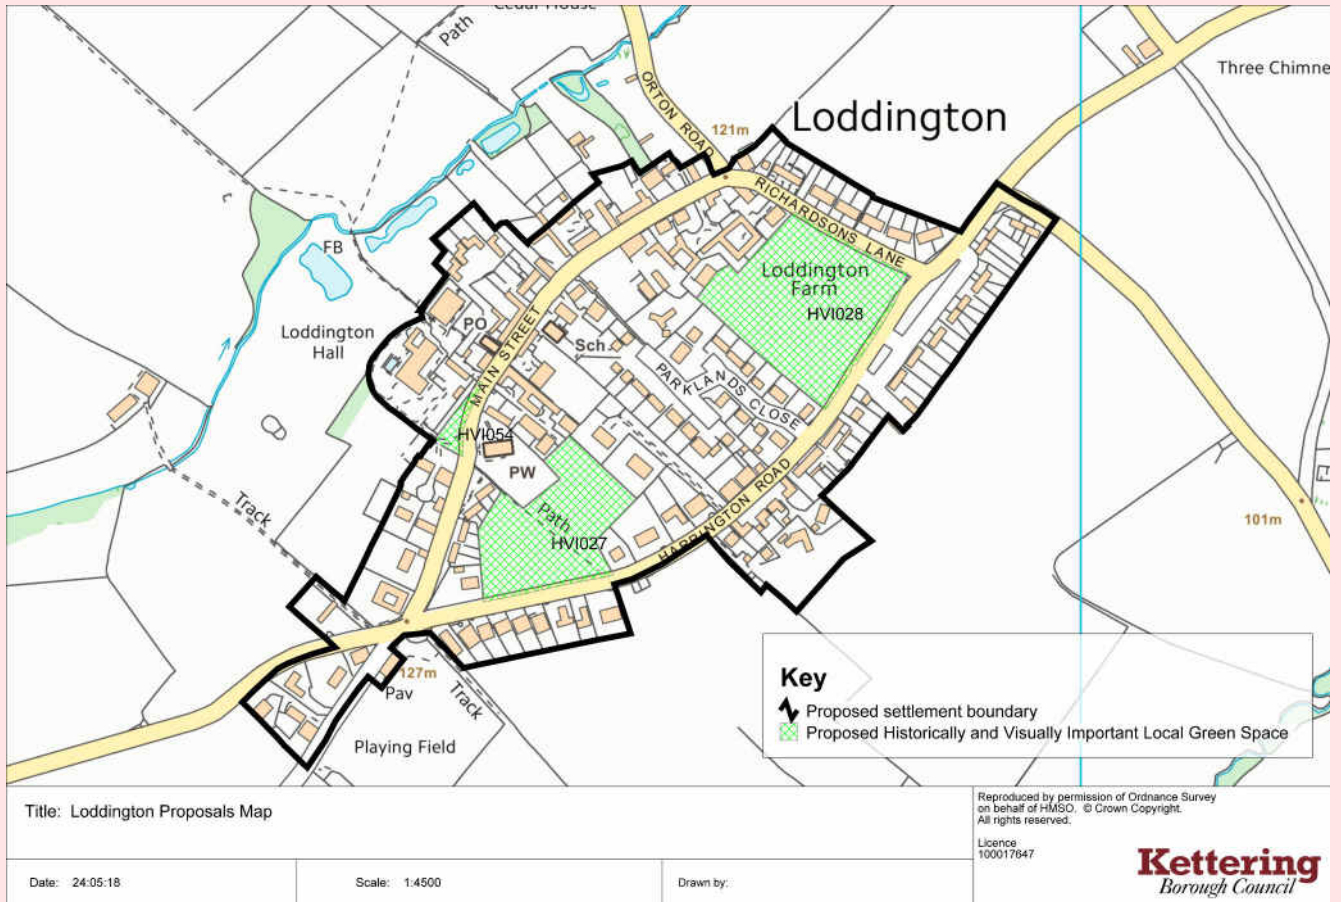 Cedar House
Path
Three Chimne
ORTON ROAD
121m
Loddington
RICHARDSONS LANE
FB
Loddington
Farm
HVI028
Loddington
Hall
PO
MAIN STREET
Sch
PARKLANDS CLOSE
HVI054
PW
Path
HVI027
HARRINGTON ROAD
Track
101m
127m
Pav
Track
Playing Field
Key
Proposed settlement boundary
Proposed Historically and Visually Important Local Green Space
Title: Loddington Proposals Map
Reproduced by permission of Ordnance Survey
on behalf of HMSO. © Crown Copyright.
All rights reserved.
Licence
100017647
Date: 24:05:18
Scale: 1:4500
Drawn by:
Kettering
Borough Council